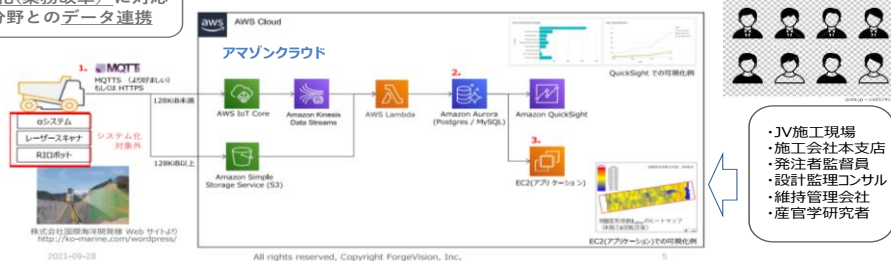 分野とのデータ連携
aws AWS Cloud
アマゾンクラウド
1.
MQTT
MQTTS （より好ましい）
もしくは HTTPS
αシステム
レーザースキャナ
RIロボット
システム化
対象外
128KiB未満
128KiB以上
AWS IoT Core
Amazon Kinesis
Data Streams
AWS Lambda
2.
Amazon Aurora
(Postgres / MySQL)
Amazon QuickSight
QuickSight での可視化例
Amazon Simple
Storage Service (S3)
3.
EC2(アプリケーション)
EC2(アプリケーション)での可視化例
株式会社国際海洋開発様 Web サイトより
http://ko-marine.com/wordpress/
・JV施工現場
・施工会社本支店
・発注者監督員
・設計監理コンサル
・維持管理会社
・産官学研究者
2021-09-28
All rights reserved, Copyright ForgeVision, Inc.
5